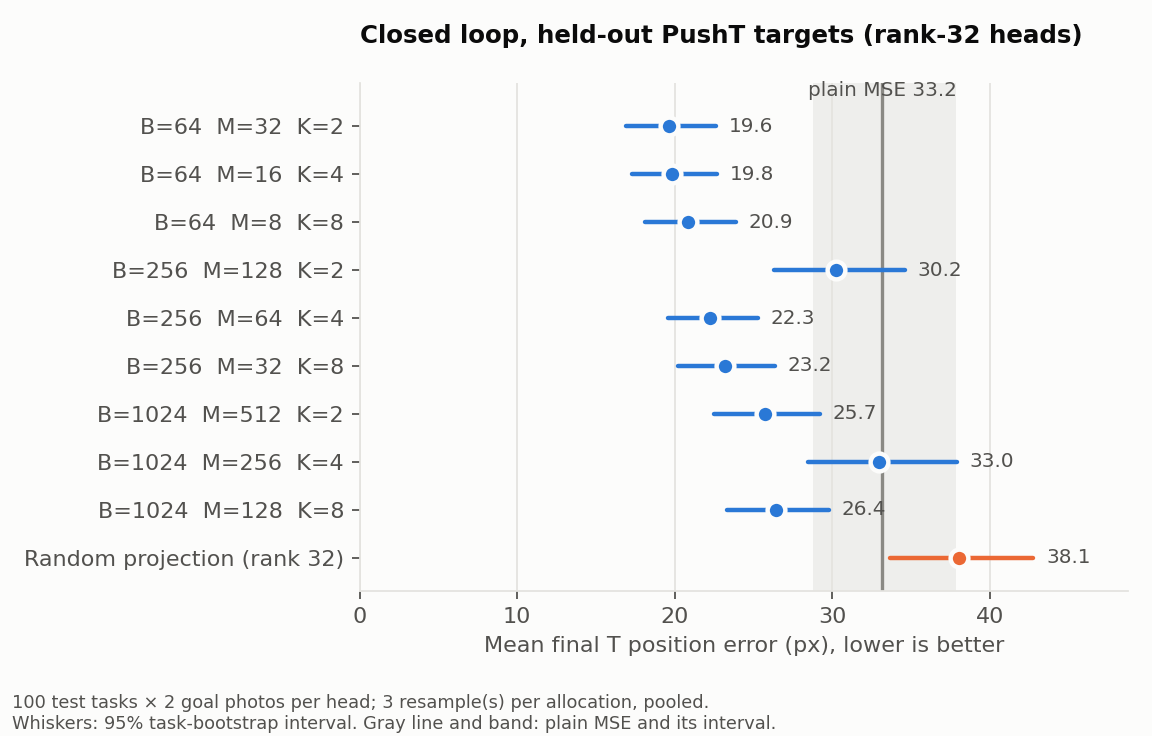 Closed loop, held-out PushT targets (rank-32 heads)
plain MSE 33.2
B=64 M=32 K=2 19.6
B=64 M=16 K=4 19.8
B=64 M=8 K=8 20.9
B=256 M=128 K=2 30.2
B=256 M=64 K=4 22.3
B=256 M=32 K=8 23.2
B=1024 M=512 K=2 25.7
B=1024 M=256 K=4 33.0
B=1024 M=128 K=8 26.4
Random projection (rank 32) 38.1
0 10 20 30 40
Mean final T position error (px), lower is better
100 test tasks × 2 goal photos per head; 3 resample(s) per allocation, pooled.
Whiskers: 95% task-bootstrap interval. Gray line and band: plain MSE and its interval.